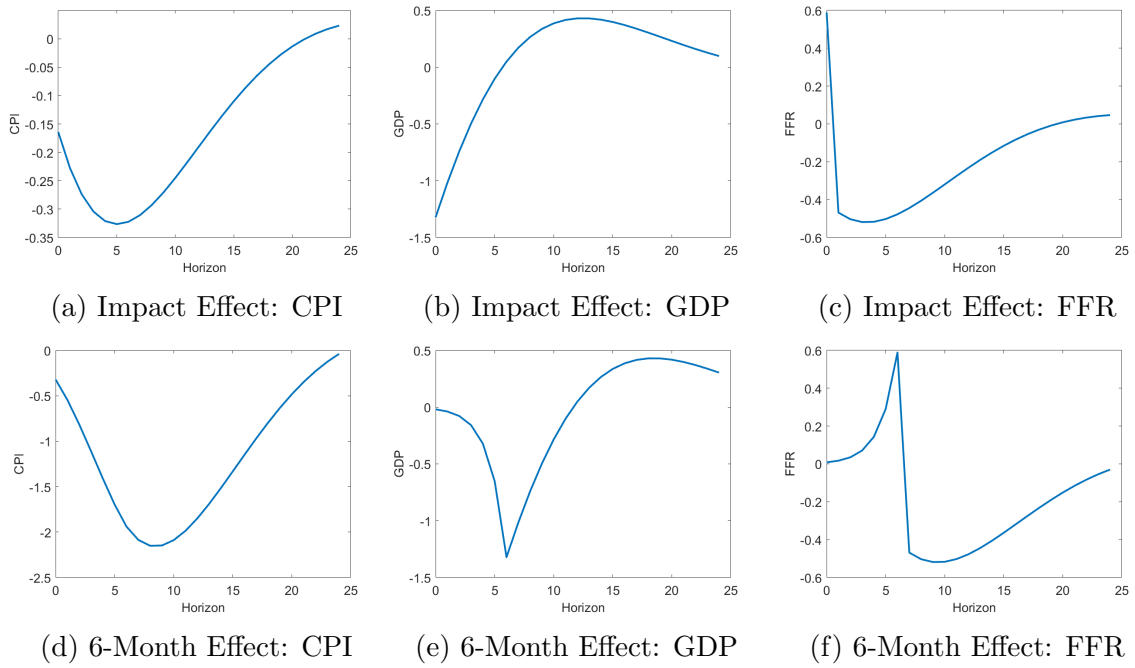 0
-0.05
-0.1
-0.15
-0.2
-0.25
-0.3
-0.35
CPI
0 5 10 15 20 25
Horizon
0.5
0
-0.5
-1
-1.5
GDP
0 5 10 15 20 25
Horizon
0.6
0.4
0.2
0
-0.2
-0.4
-0.6
FFR
0 5 10 15 20 25
Horizon
(a) Impact Effect: CPI
(b) Impact Effect: GDP
(c) Impact Effect: FFR
0
-0.5
-1
-1.5
-2
-2.5
CPI
0 5 10 15 20 25
Horizon
0.5
0
-0.5
-1
-1.5
GDP
0 5 10 15 20 25
Horizon
0.6
0.4
0.2
0
-0.2
-0.4
-0.6
FFR
0 5 10 15 20 25
Horizon
(d) 6-Month Effect: CPI
(e) 6-Month Effect: GDP
(f) 6-Month Effect: FFR